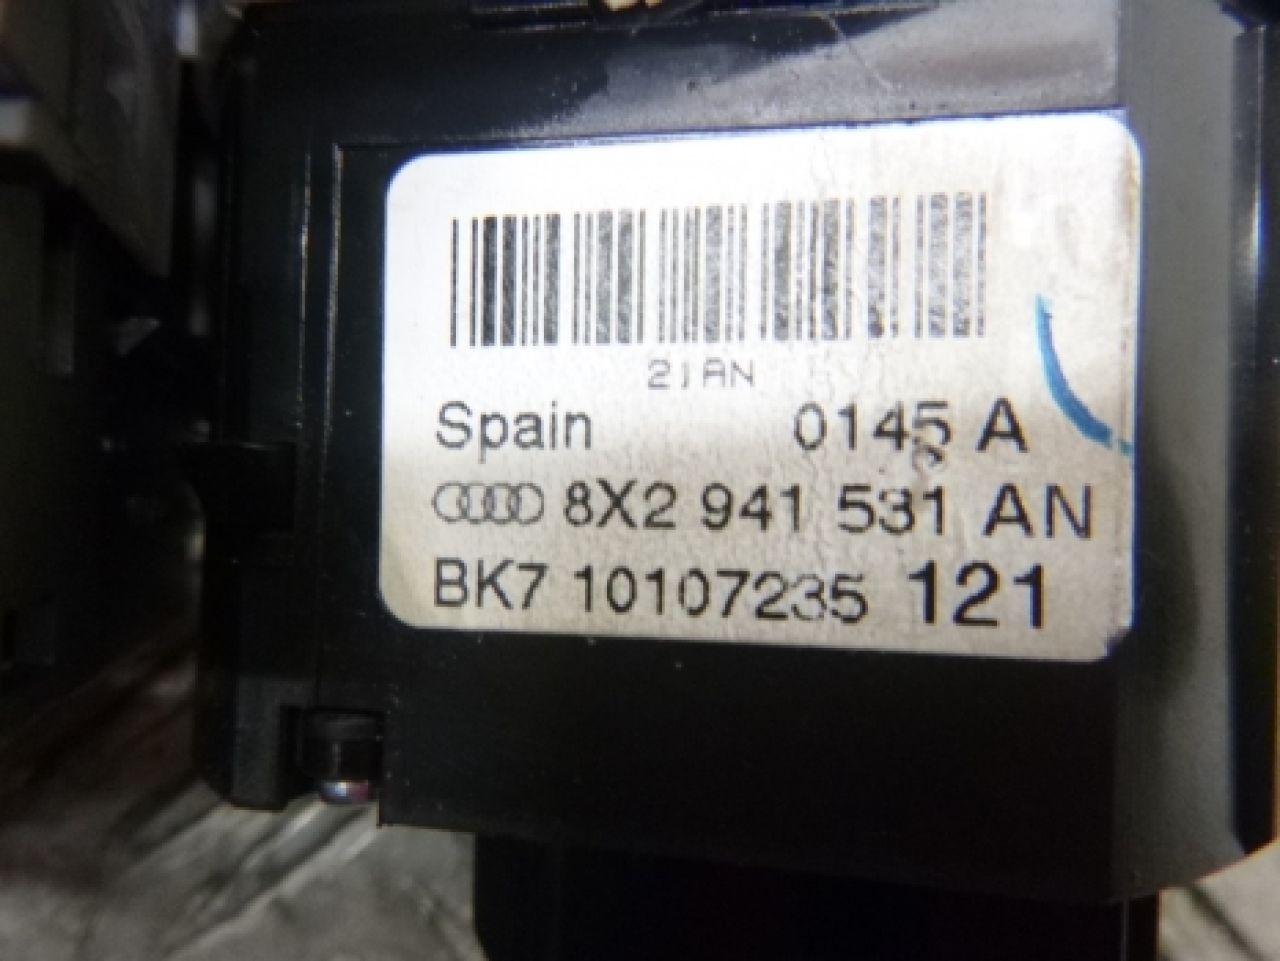 21AN
Spain 0145 A
8X2 941 531 AN
BK7 10107235 121